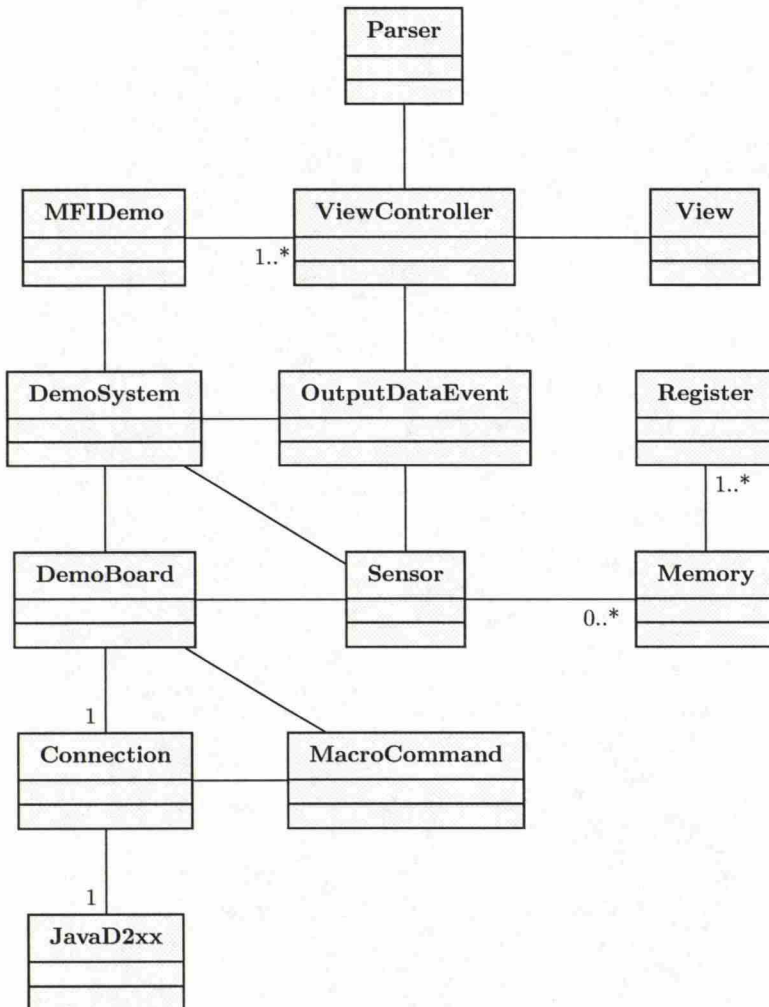 Parser
MFIDemo
ViewController
View
1..*
DemoSystem
OutputDataEvent
Register
1..*
DemoBoard
Sensor
Memory
0..*
1
Connection
MacroCommand
1
JavaD2xx